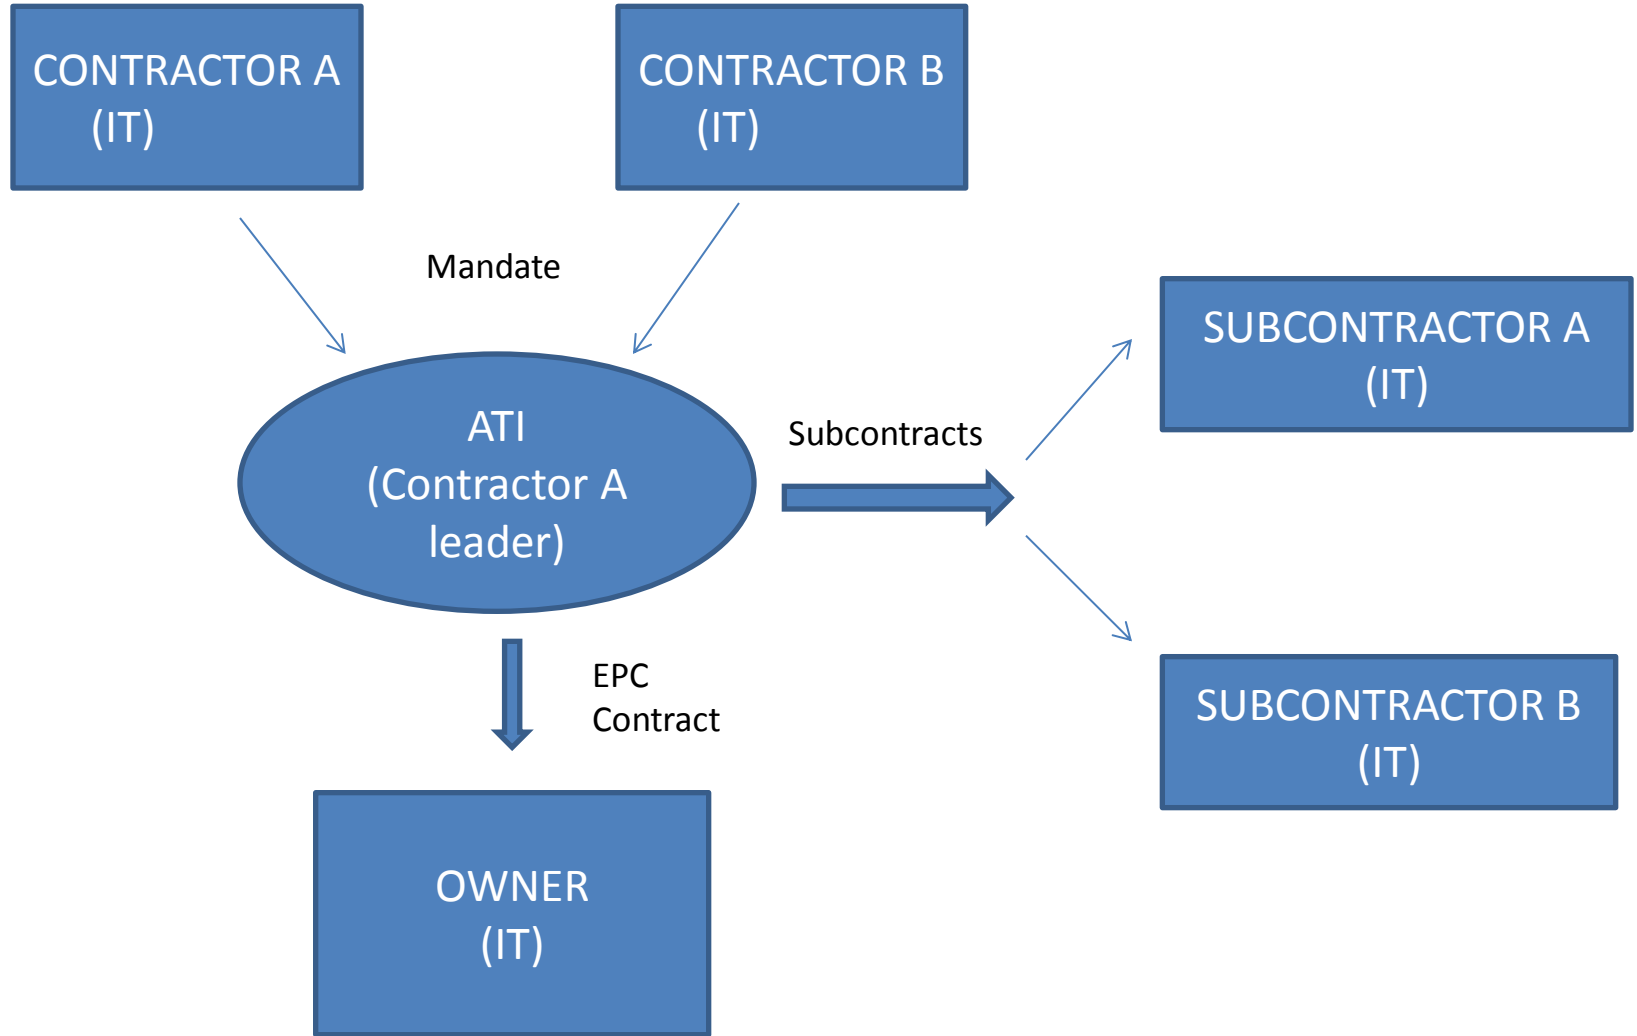 CONTRACTOR A
(IT)
CONTRACTOR B
(IT)
Mandate
SUBCONTRACTOR A
(IT)
ATI
(Contractor A
leader)
Subcontracts
EPC
Contract
SUBCONTRACTOR B
(IT)
OWNER
(IT)